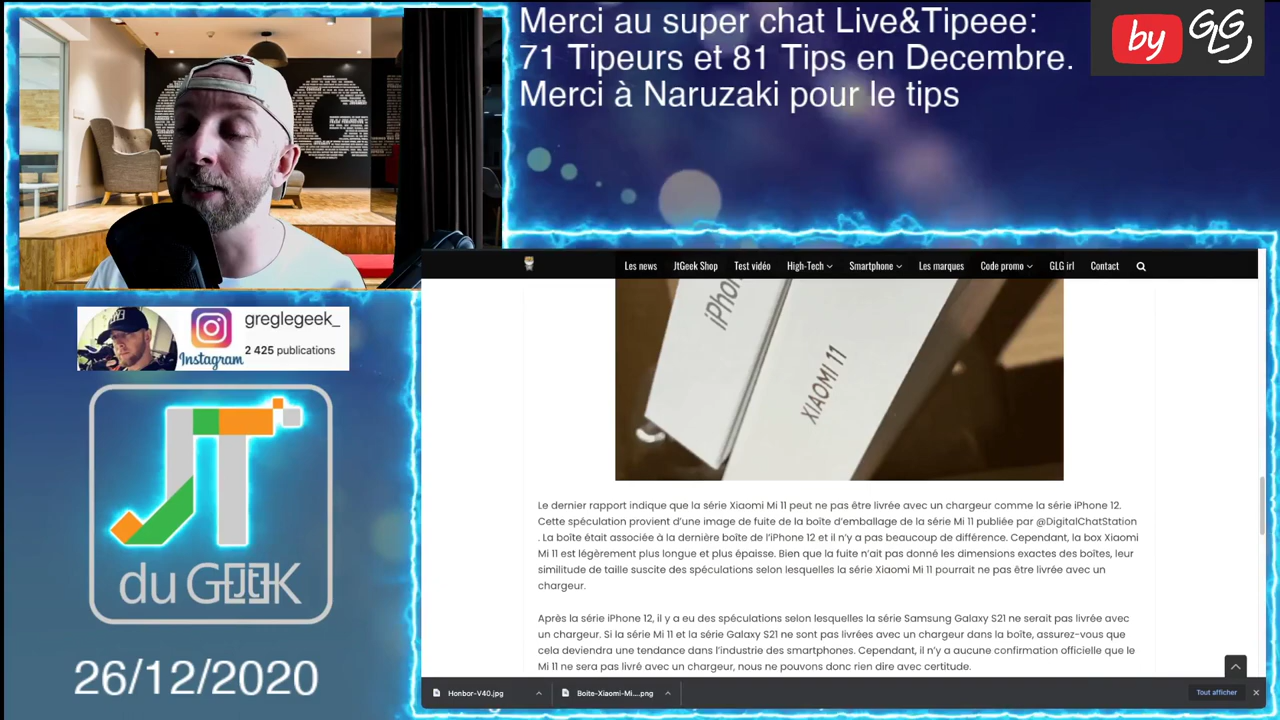 Merci au super chat Live&Tipeee:
71 Tipeurs et 81 Tips en Decembre.
Merci à Naruzaki pour le tips
by
GLG
greglegeek_
2 425 publications
Instagram
JT
du GEEK
26/12/2020
Les news
JtGeek Shop
Test vidéo
High-Tech
Smartphone
Les marques
Code promo
GLG irl
Contact
iPhon
XIAOMI 11
Le dernier rapport indique que la série Xiaomi Mi 11 peut ne pas être livrée avec un chargeur comme la série iPhone 12.
Cette spéculation provient d'une image de fuite de la boîte d'emballage de la série Mi 11 publiée par @DigitalChatStation
. La boîte était associée à la dernière boîte de l'iPhone 12 et il n'y a pas beaucoup de différence. Cependant, la box Xiaomi
Mi 11 est légèrement plus longue et plus épaisse. Bien que la fuite n'ait pas donné les dimensions exactes des boîtes, leur
similitude de taille suscite des spéculations selon lesquelles la série Xiaomi Mi 11 pourrait ne pas être livrée avec un
chargeur.
Après la série iPhone 12, il y a eu des spéculations selon lesquelles la série Samsung Galaxy S21 ne serait pas livrée avec
un chargeur. Si la série Mi 11 et la série Galaxy S21 ne sont pas livrées avec un chargeur dans la boîte, assurez-vous que
cela deviendra une tendance dans l'industrie des smartphones. Cependant, il n'y a aucune confirmation officielle que le
Mi 11 ne sera pas livré avec un chargeur, nous ne pouvons donc rien dire avec certitude.
Honbor-V40.jpg
Boite-Xiaomi-Mi....png
Tout afficher